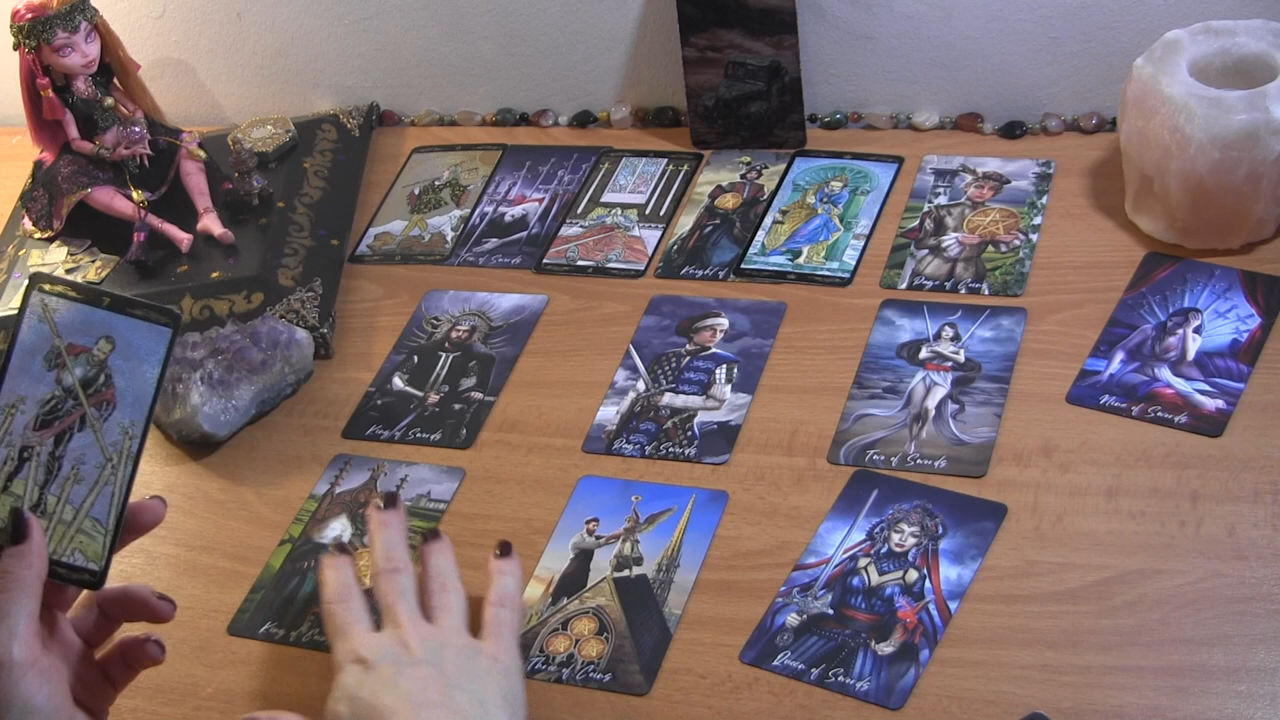 Ten of Swords
Knight of
Page of Coins
King of Swords
Page of Swords
Two of Swords
Nine of Swords
King of
Three of Coins
Queen of Swords